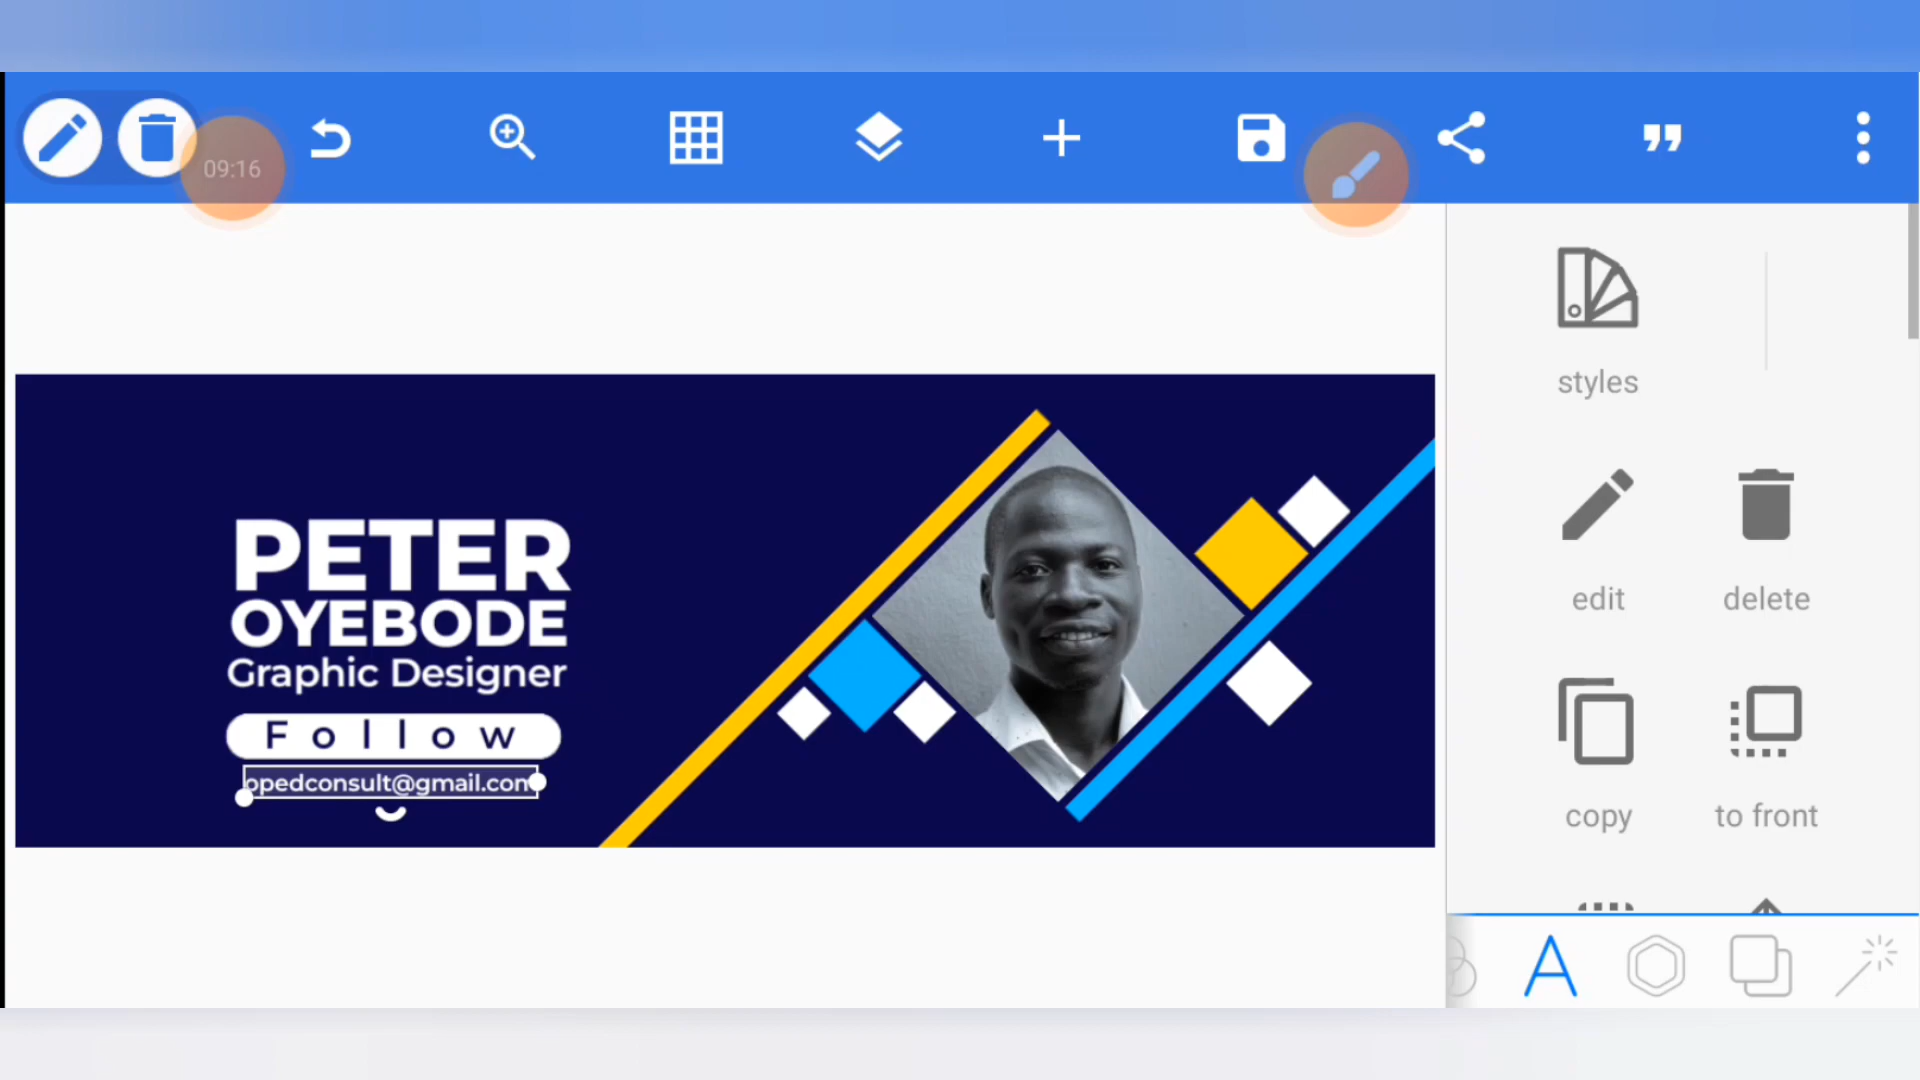 09:16
styles
edit
delete
copy
to front
PETER
OYEBODE
Graphic Designer
Follow
opedconsult@gmail.com